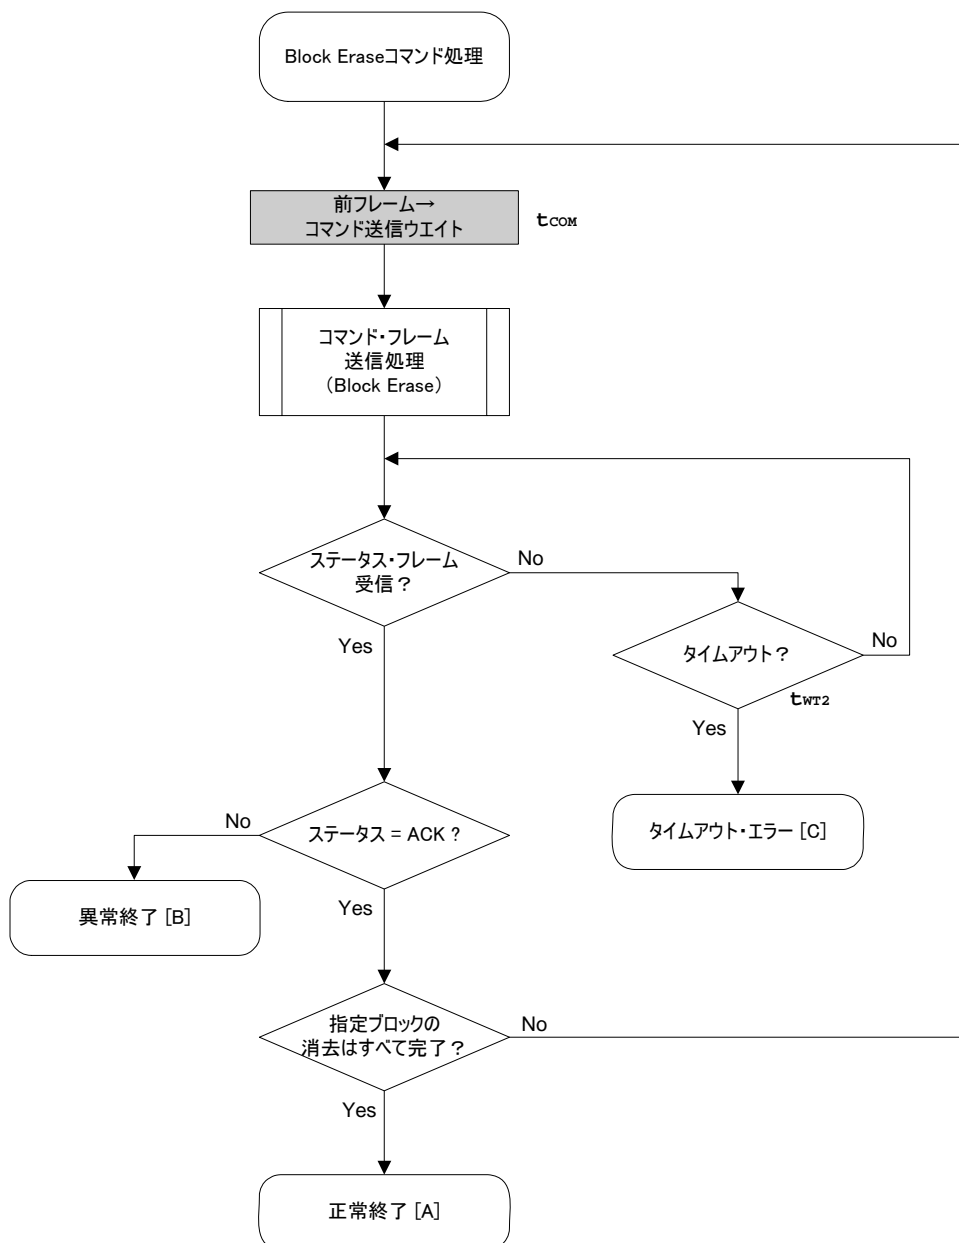 Block Eraseコマンド処理
前フレーム→
コマンド送信ウエイト
tCOM
コマンド・フレーム
送信処理
（Block Erase）
ステータス・フレーム
受信？
No
Yes
タイムアウト？
No
tWT2
Yes
タイムアウト・エラー [C]
ステータス = ACK ?
No
異常終了 [B]
Yes
指定ブロックの
消去はすべて完了？
No
Yes
正常終了 [A]